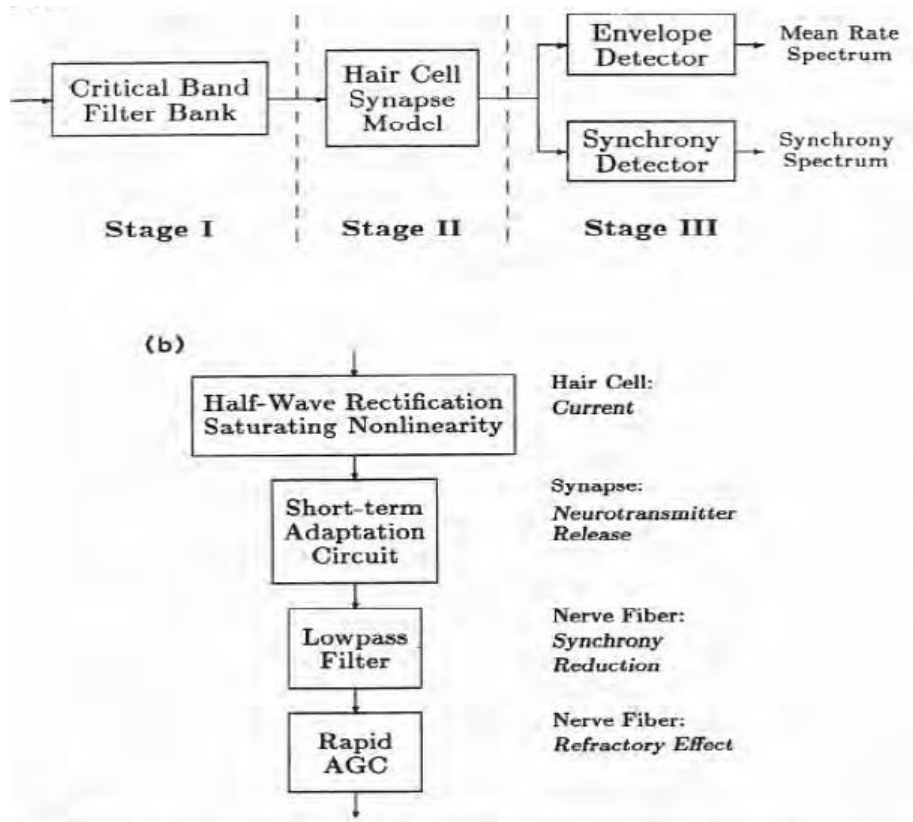 Critical Band
Filter Bank
Hair Cell
Synapse
Model
Envelope
Detector
Mean Rate
Spectrum
Synchrony
Detector
Synchrony
Spectrum
Stage I
Stage II
Stage III
(b)
Half-Wave Rectification
Saturating Nonlinearity
Hair Cell:
Current
Short-term
Adaptation
Circuit
Synapse:
Neurotransmitter
Release
Lowpass
Filter
Nerve Fiber:
Synchrony
Reduction
Rapid
AGC
Nerve Fiber:
Refractory Effect